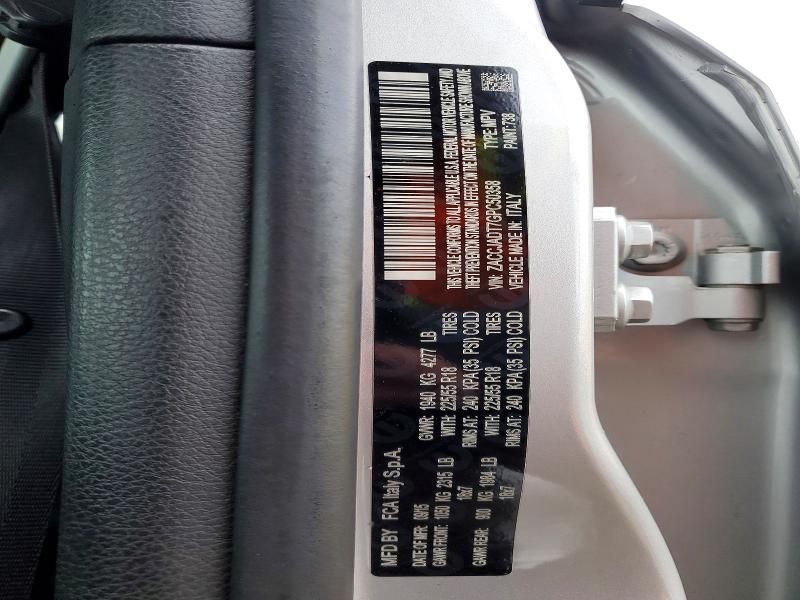 MFD BY FCA Italy S.p.A.
DATE OF MFR: 09/15 GVWR: 1940 KG 4277 LB
GAWR FRONT: 1050 KG 2315 LB WITH: 225/55 R18 TIRES
18x7 RIMS AT: 240 KPA(35 PSI) COLD
GAWR REAR: 900 KG 1984 LB WITH: 225/55 R18 TIRES
18x7 RIMS AT: 240 KPA(35 PSI) COLD
THIS VEHICLE CONFORMS TO ALL APPLICABLE U.S.A. FEDERAL MOTOR VEHICLE SAFETY AND
THEFT PREVENTION STANDARDS IN EFFECT ON THE DATE OF MANUFACTURE SHOWN ABOVE
VIN: ZACCJADT7GPC50358 TYPE: MPV
VEHICLE MADE IN: ITALY PAINT: 738